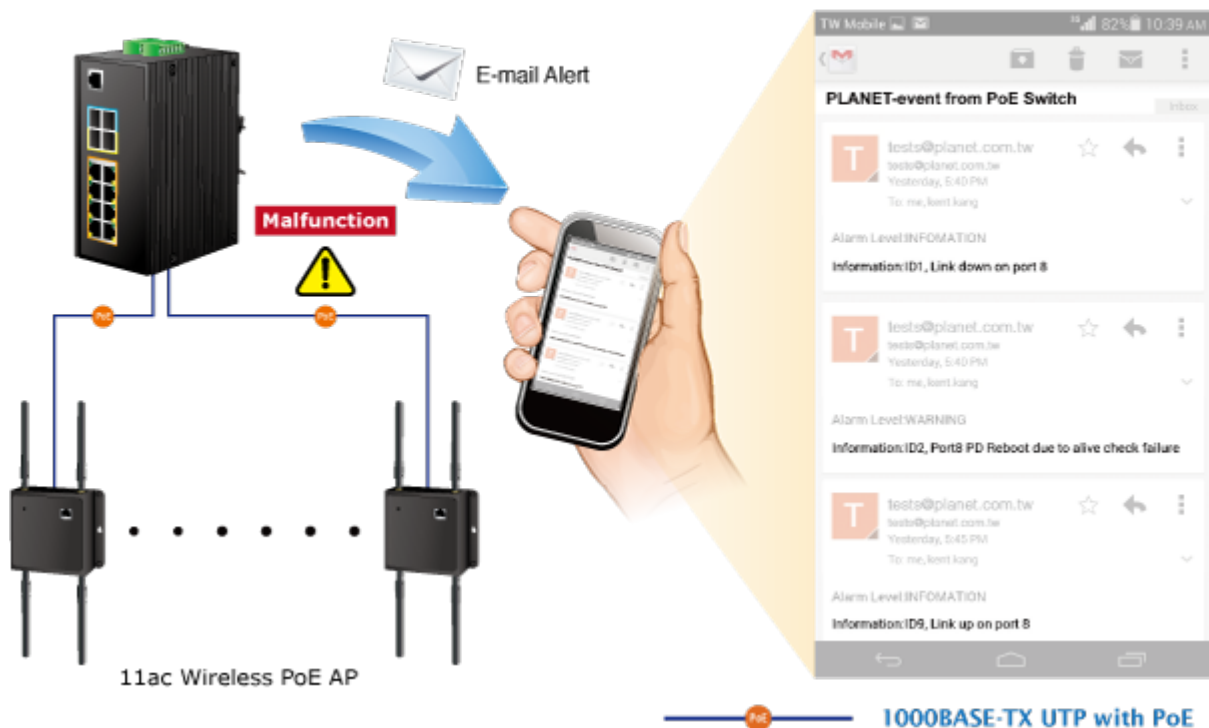 TW Mobile 3G 82% 10:39 AM
E-mail Alert
PLANET-event from PoE Switch
Inbox
T
tests@planet.com.tw
tests@planet.com.tw
Yesterday, 5:40 PM
To: me, kent.kang
Alarm Level:INFOMATION
Information:ID1, Link down on port 8
Malfunction
PoE
PoE
T
tests@planet.com.tw
tests@planet.com.tw
Yesterday, 5:40 PM
To: me, kent.kang
Alarm Level:WARNING
Information:ID2, Port8 PD Reboot due to alive check failure
T
tests@planet.com.tw
tests@planet.com.tw
Yesterday, 5:45 PM
To: me, kent.kang
Alarm Level:INFOMATION
Information:ID9, Link up on port 8
11ac Wireless PoE AP
PoE
1000BASE-TX UTP with PoE